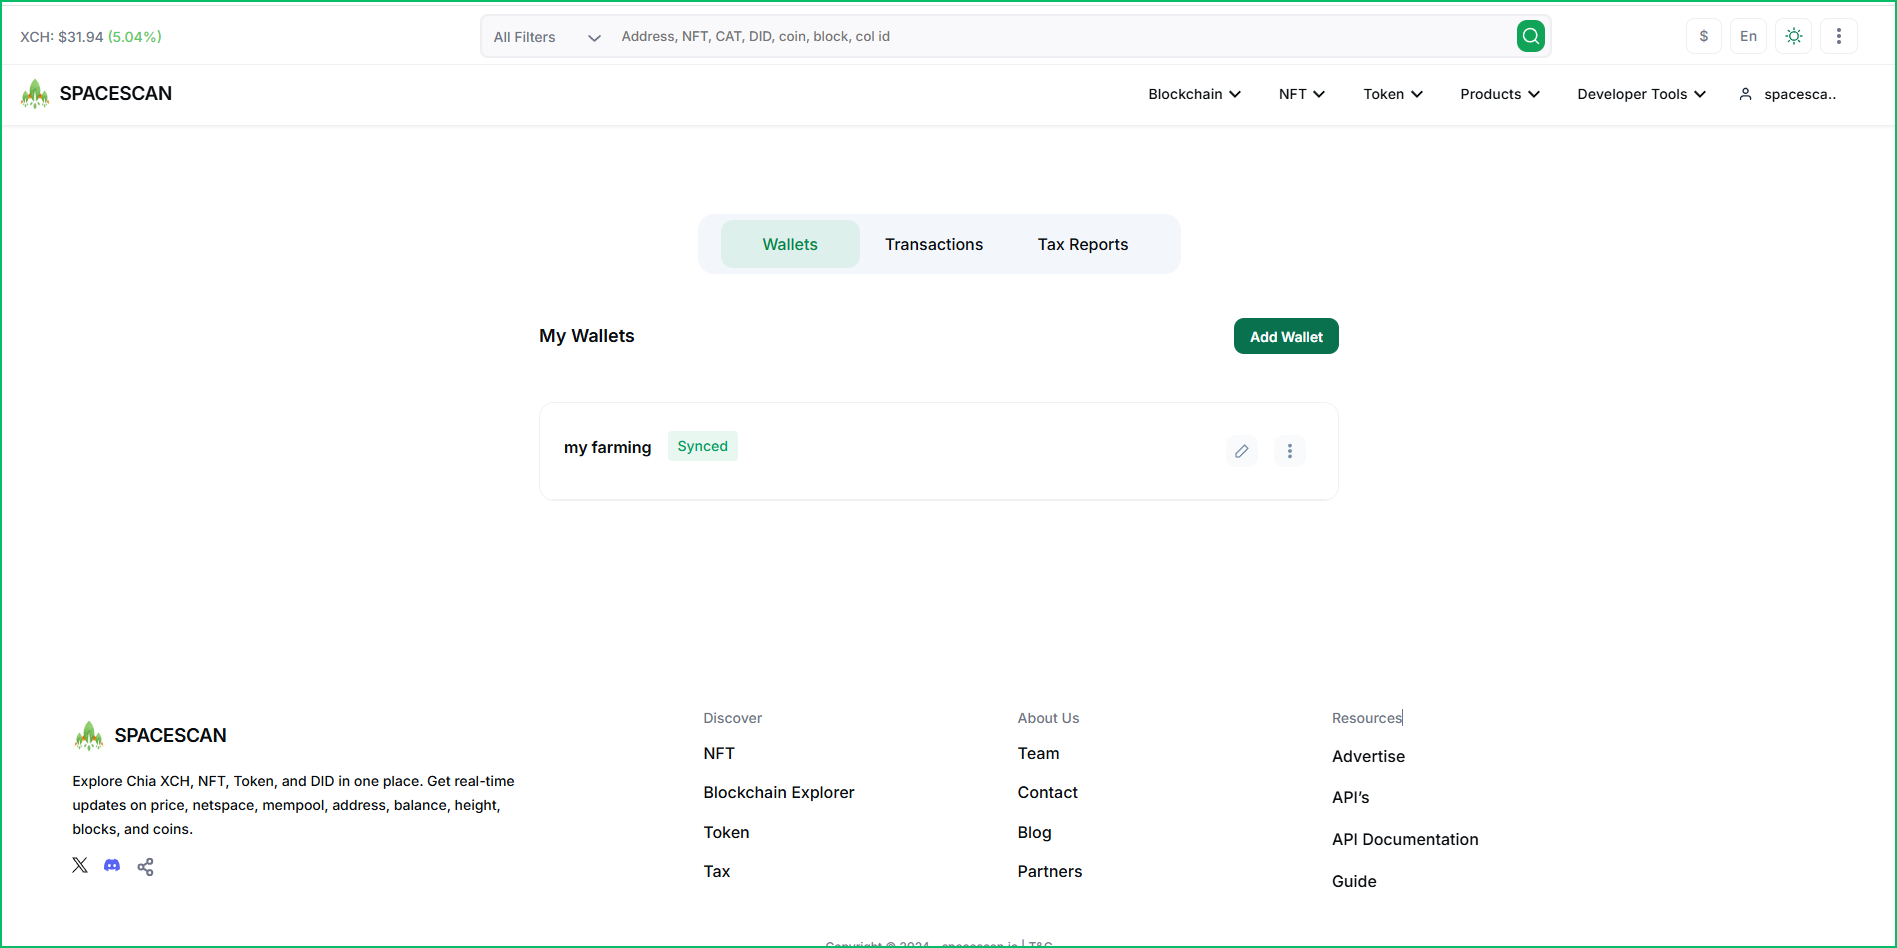 XCH: $31.94 (5.04%)
All Filters
Address, NFT, CAT, DID, coin, block, col id
$
En
SPACESCAN
Blockchain
NFT
Token
Products
Developer Tools
spacesca..
Wallets
Transactions
Tax Reports
My Wallets
Add Wallet
my farming
Synced
SPACESCAN
Explore Chia XCH, NFT, Token, and DID in one place. Get real-time
updates on price, netspace, mempool, address, balance, height,
blocks, and coins.
Discover
NFT
Blockchain Explorer
Token
Tax
About Us
Team
Contact
Blog
Partners
Resources
Advertise
API’s
API Documentation
Guide
Copyright © 2024 - spacescan.io | T&C